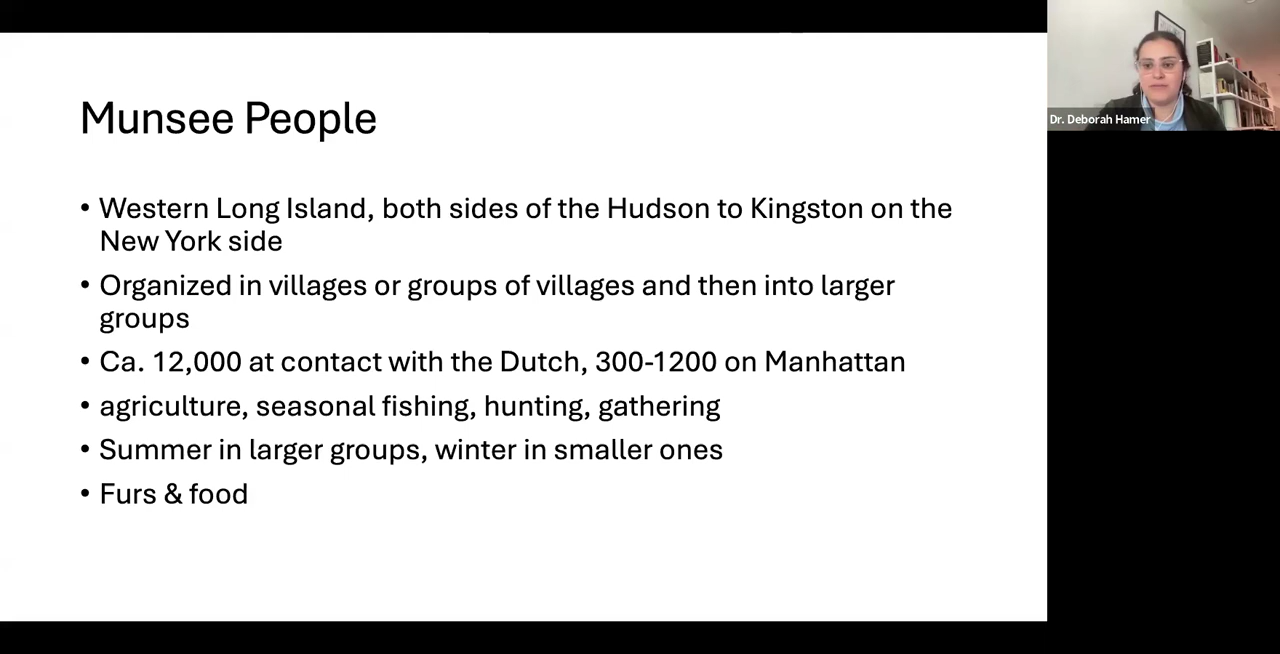 Munsee People
• Western Long Island, both sides of the Hudson to Kingston on the
New York side
• Organized in villages or groups of villages and then into larger
groups
• Ca. 12,000 at contact with the Dutch, 300-1200 on Manhattan
• agriculture, seasonal fishing, hunting, gathering
• Summer in larger groups, winter in smaller ones
• Furs & food
Dr. Deborah Hamer